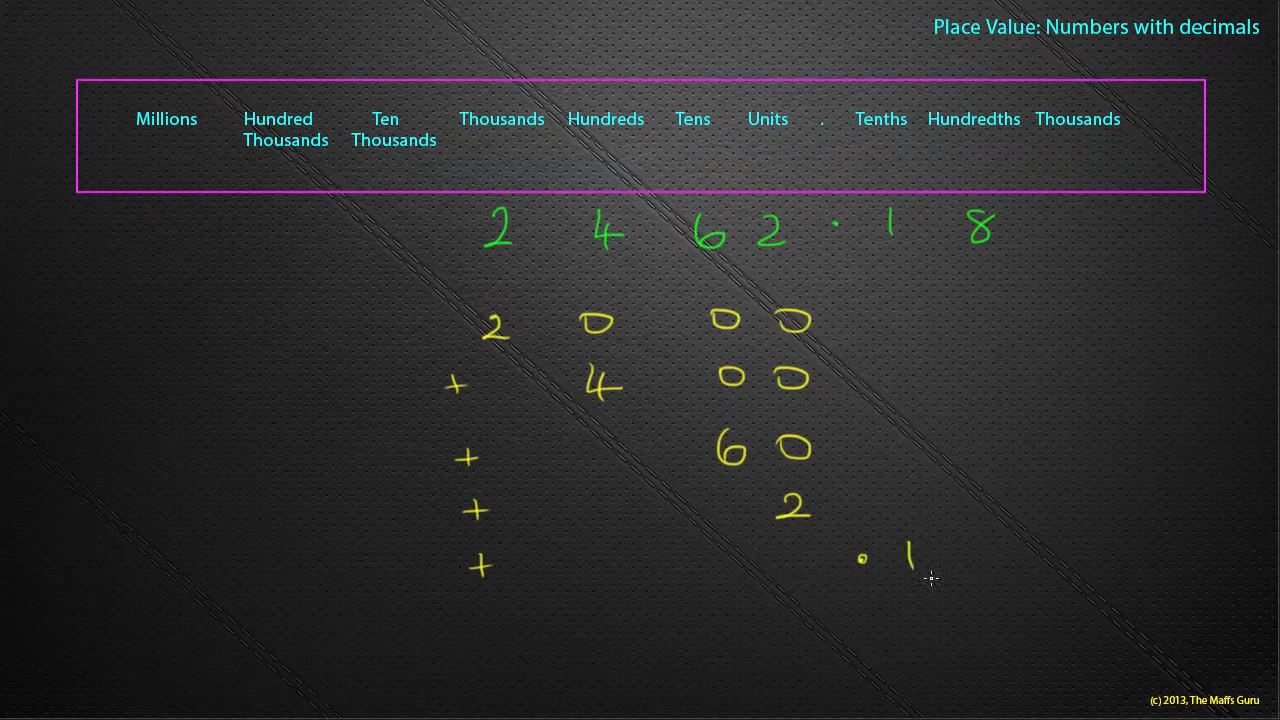 Place Value: Numbers with decimals
Millions Hundred Thousands Ten Thousands Thousands Hundreds Tens Units . Tenths Hundredths Thousands
2 4 6 2 . 1 8
2 0 0 0
+ 4 0 0
+ 6 0
+ 2
+ . 1
(c) 2013, The Maffs Guru